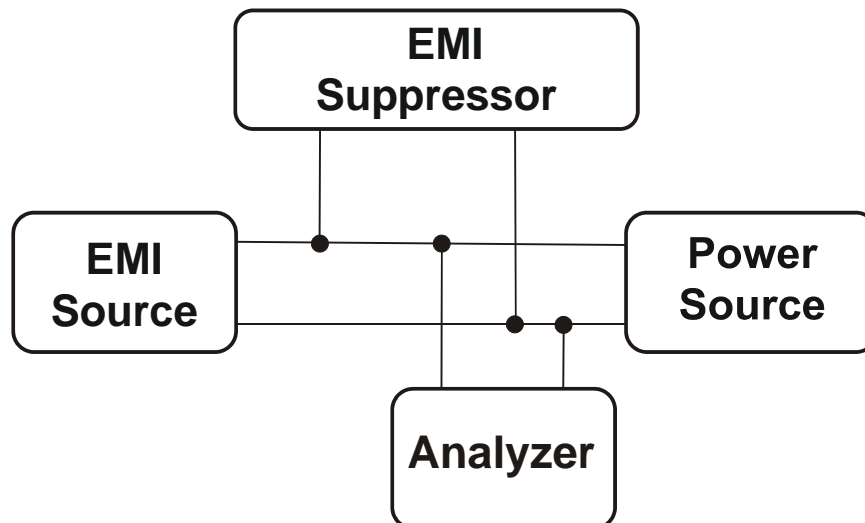 EMI
Suppressor
EMI
Source
Power
Source
Analyzer